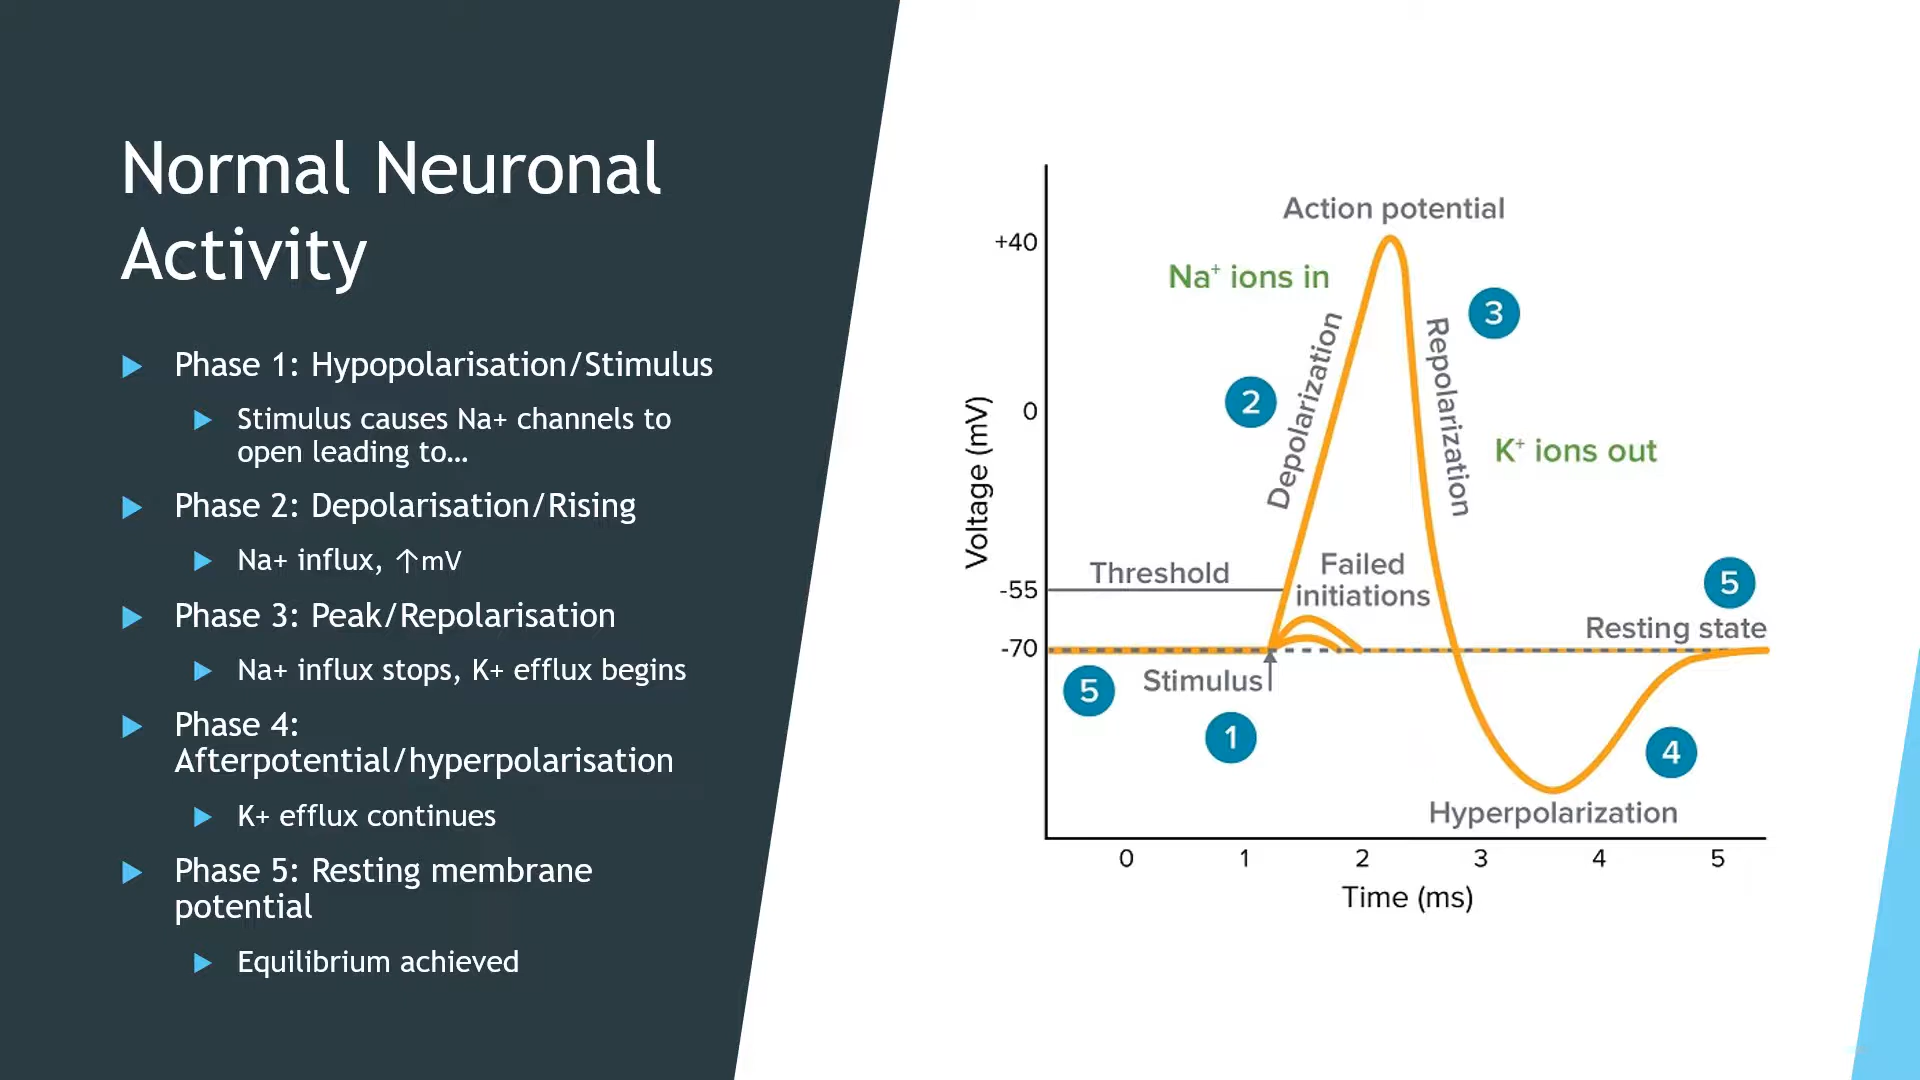 Normal Neuronal
Activity
Phase 1: Hypopolarisation/Stimulus
Stimulus causes Na+ channels to
open leading to…
Phase 2: Depolarisation/Rising
Na+ influx, ↑mV
Phase 3: Peak/Repolarisation
Na+ influx stops, K+ efflux begins
Phase 4:
Afterpotential/hyperpolarisation
K+ efflux continues
Phase 5: Resting membrane
potential
Equilibrium achieved
Action potential
+40
Na⁺ ions in
3
Depolarization
Repolarization
2
0
K⁺ ions out
Voltage (mV)
Threshold
Failed
initiations
-55
5
Resting state
-70
Stimulus
5
1
4
Hyperpolarization
0 1 2 3 4 5
Time (ms)